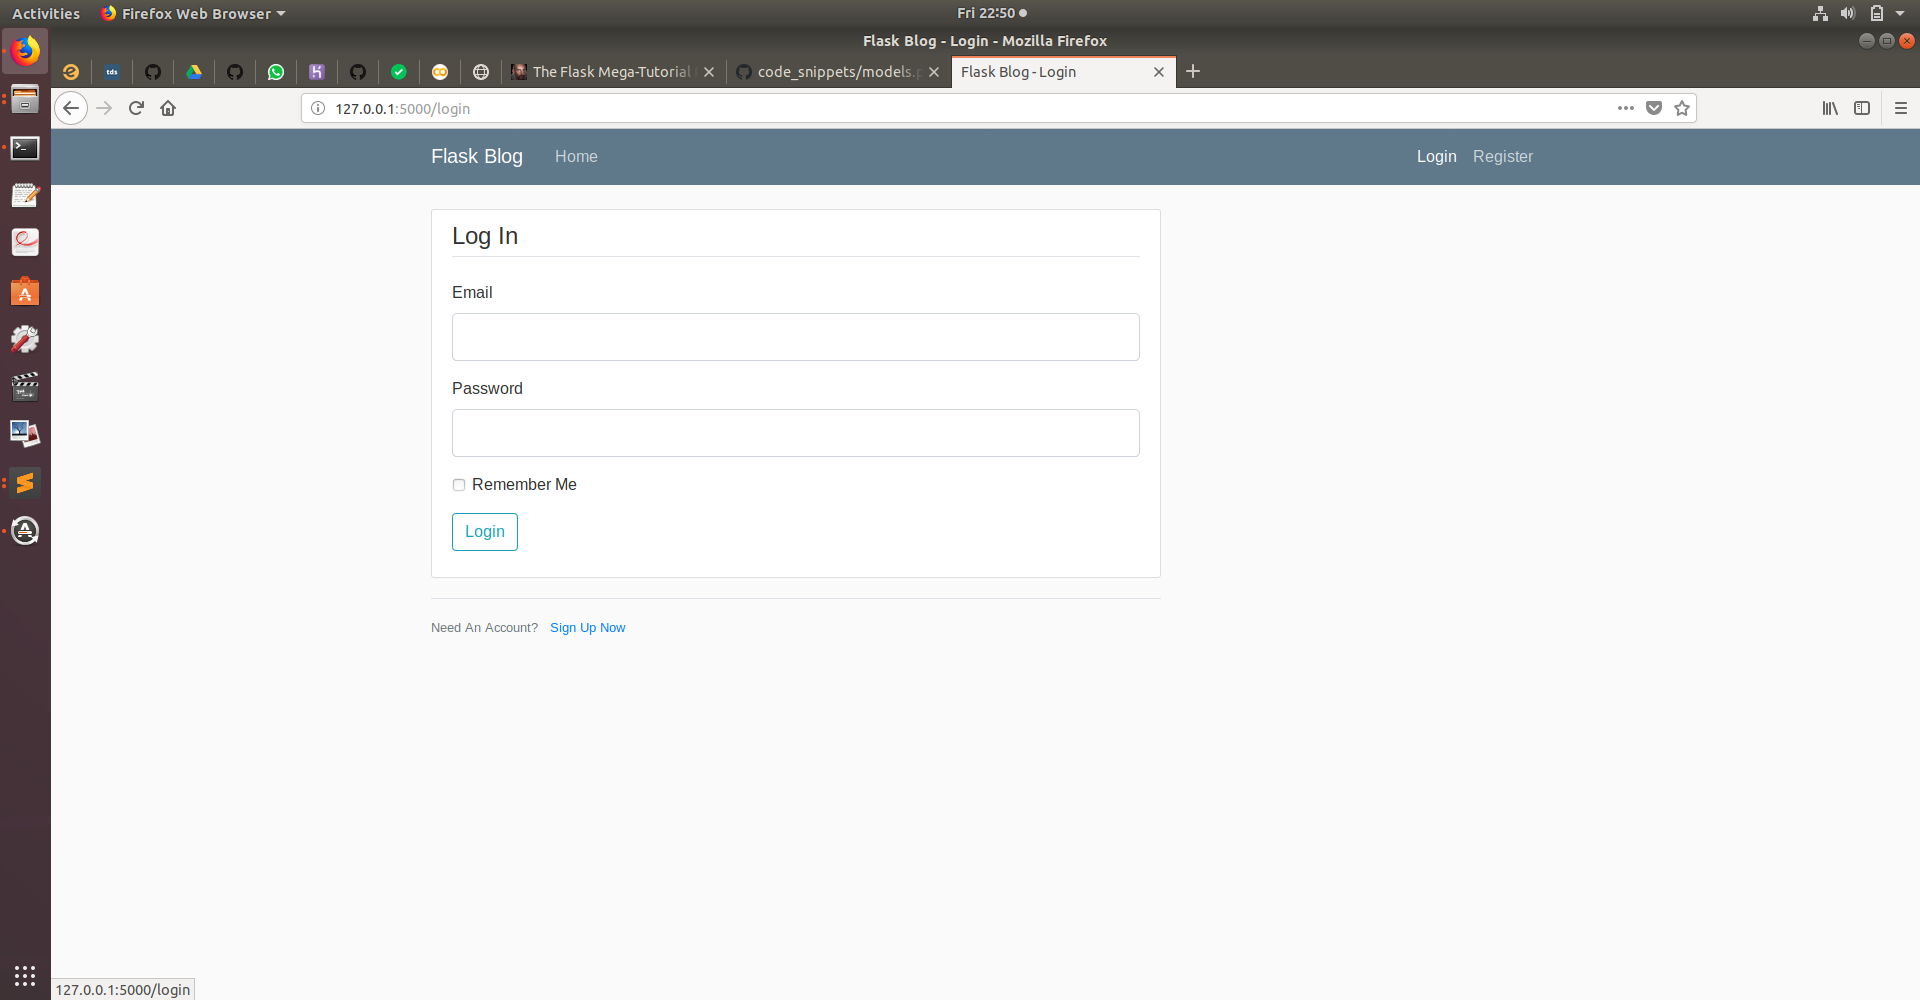 Activities Firefox Web Browser Fri 22:50
Flask Blog - Login - Mozilla Firefox
tds The Flask Mega-Tutorial code_snippets/models.p Flask Blog - Login
127.0.0.1:5000/login
Flask Blog Home Login Register
Log In
Email
Password
Remember Me
Login
Need An Account? Sign Up Now
127.0.0.1:5000/login